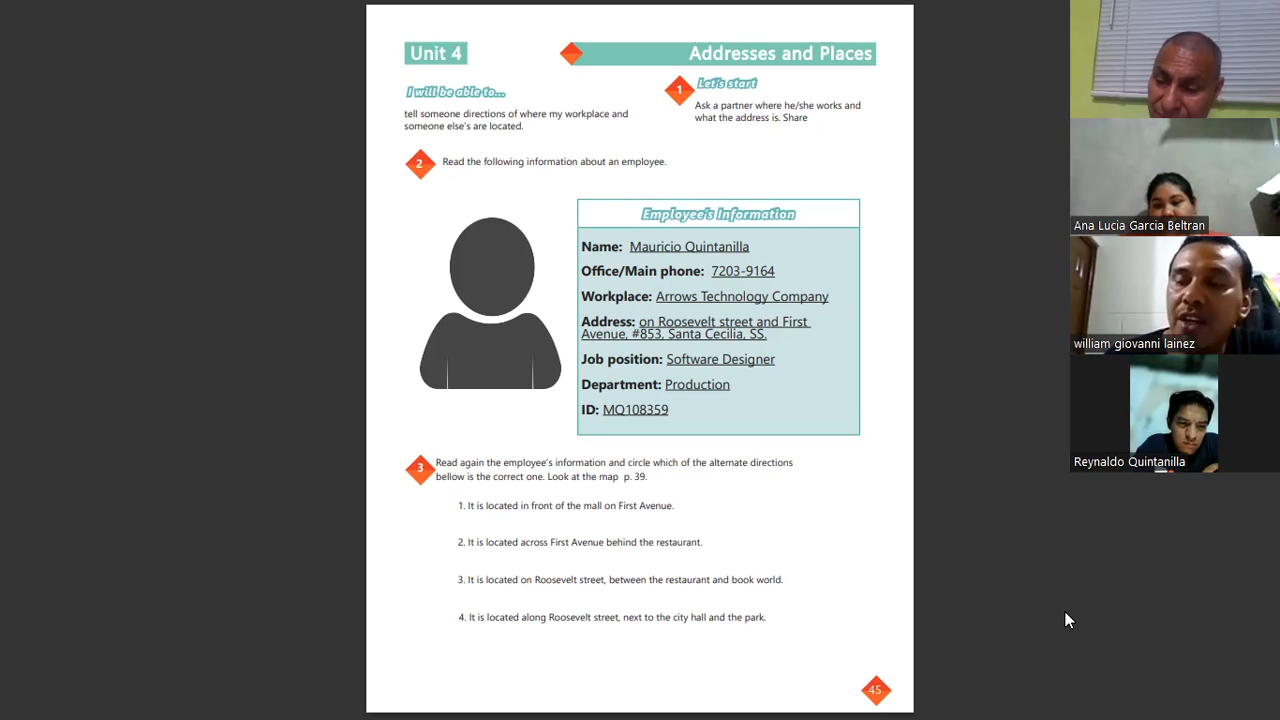 Unit 4
Addresses and Places
I will be able to...
tell someone directions of where my workplace and
someone else's are located.
1
Let's start
Ask a partner where he/she works and
what the address is. Share
2
Read the following information about an employee.
Employee's Information
Name: Mauricio Quintanilla
Office/Main phone: 7203-9164
Workplace: Arrows Technology Company
Address: on Roosevelt street and First
Avenue, #853, Santa Cecilia, SS.
Job position: Software Designer
Department: Production
ID: MQ108359
3
Read again the employee's information and circle which of the alternate directions
bellow is the correct one. Look at the map p. 39.
1. It is located in front of the mall on First Avenue.
2. It is located across First Avenue behind the restaurant.
3. It is located on Roosevelt street, between the restaurant and book world.
4. It is located along Roosevelt street, next to the city hall and the park.
45
Ana Lucia Garcia Beltran
william giovanni lainez
Reynaldo Quintanilla